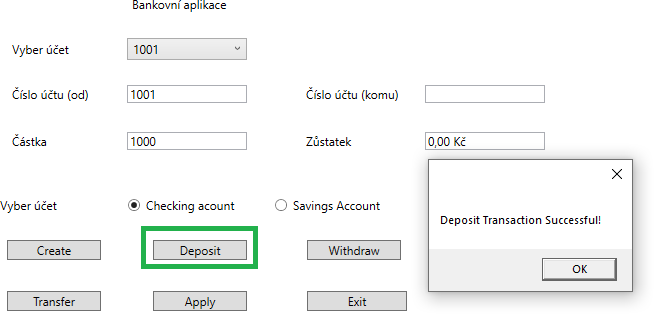 Bankovní aplikace
Vyber účet 1001
Číslo účtu (od) 1001 Číslo účtu (komu)
Částka 1000 Zůstatek 0,00 Kč
Deposit Transaction Successful!
OK
Vyber účet Checking acount Savings Account
Create Deposit Withdraw
Transfer Apply Exit